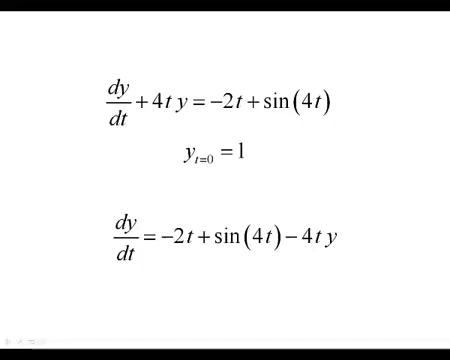 dy/dt + 4t y = −2t + sin(4t)
y_{t=0} = 1
dy/dt = −2t + sin(4t) − 4t y